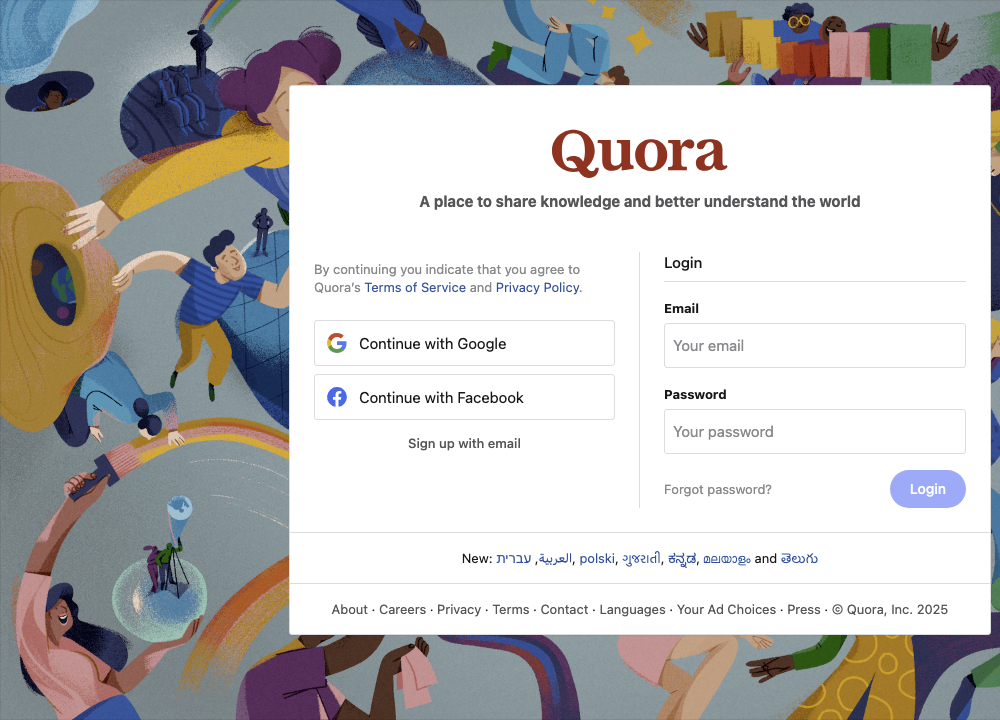 Quora
A place to share knowledge and better understand the world
By continuing you indicate that you agree to
Quora's Terms of Service and Privacy Policy.
Continue with Google
Continue with Facebook
Sign up with email
Login
Email
Your email
Password
Your password
Forgot password?
Login
New: עברית, العربية, polski, ગુજરાતી, ಕನ್ನಡ, മലയാളം and తెలుగు
About · Careers · Privacy · Terms · Contact · Languages · Your Ad Choices · Press · © Quora, Inc. 2025